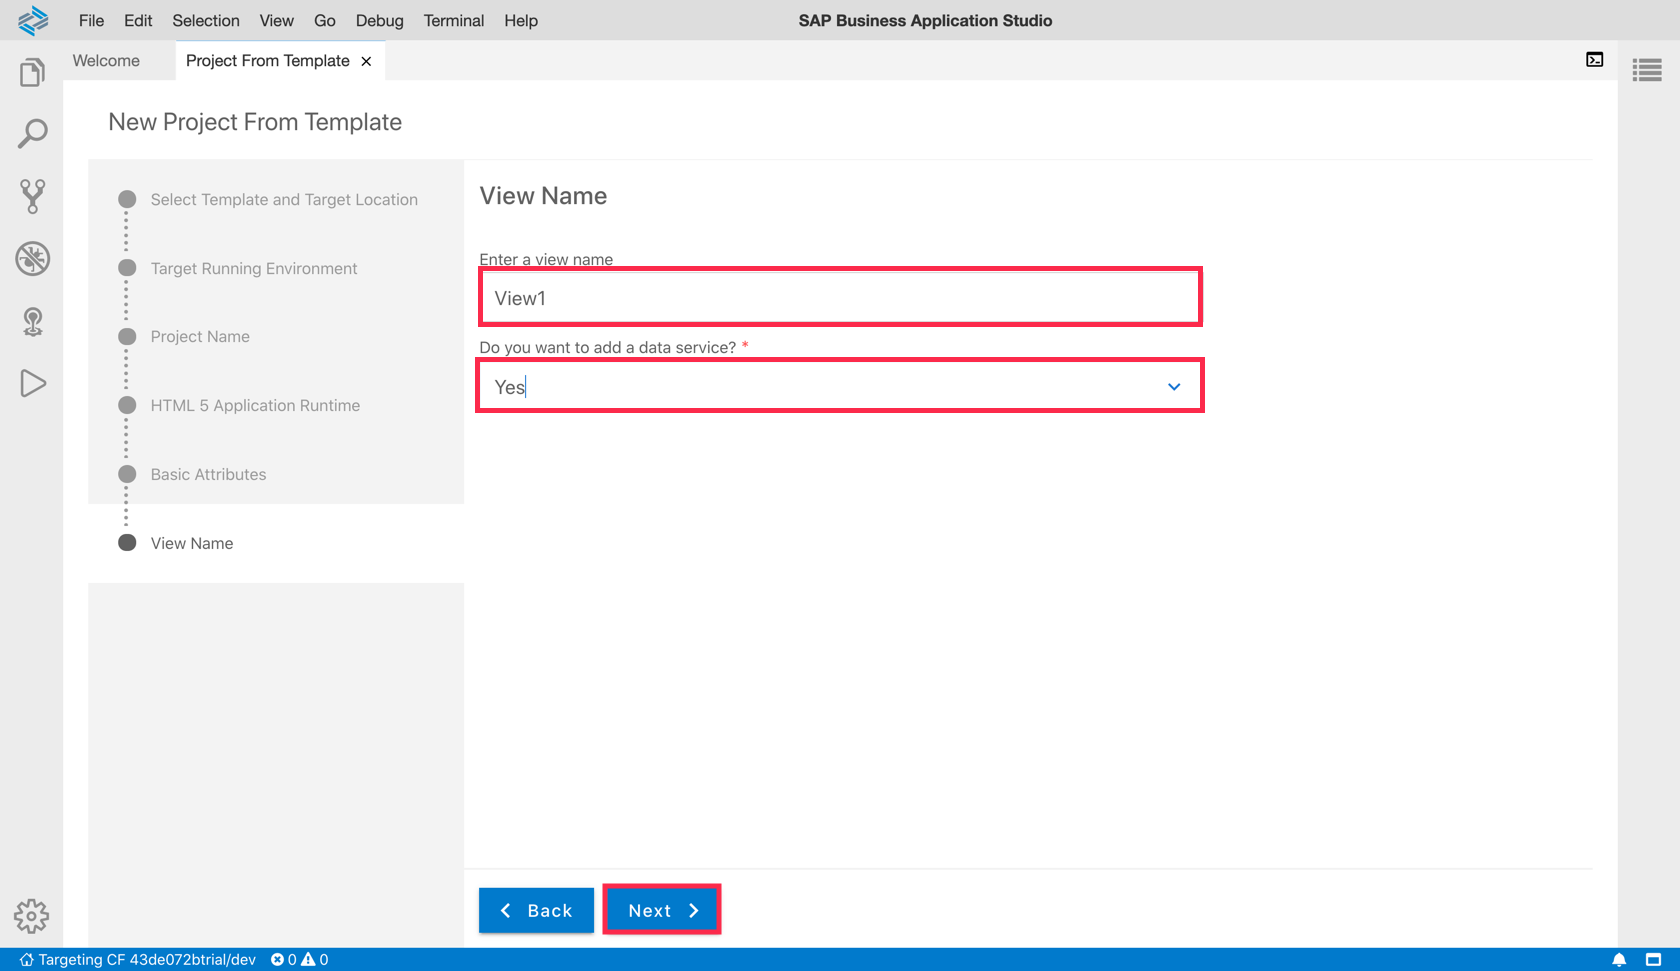 File Edit Selection View Go Debug Terminal Help SAP Business Application Studio
Welcome Project From Template
New Project From Template
Select Template and Target Location
Target Running Environment
Project Name
HTML 5 Application Runtime
Basic Attributes
View Name
View Name
Enter a view name
View1
Do you want to add a data service? *
Yes
Back Next
Targeting CF 43de072btrial/dev 0 0